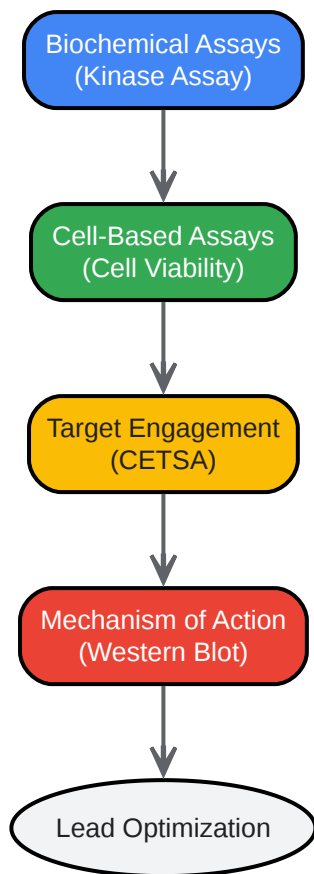 Biochemical Assays
(Kinase Assay)
Cell-Based Assays
(Cell Viability)
Target Engagement
(CETSA)
Mechanism of Action
(Western Blot)
Lead Optimization